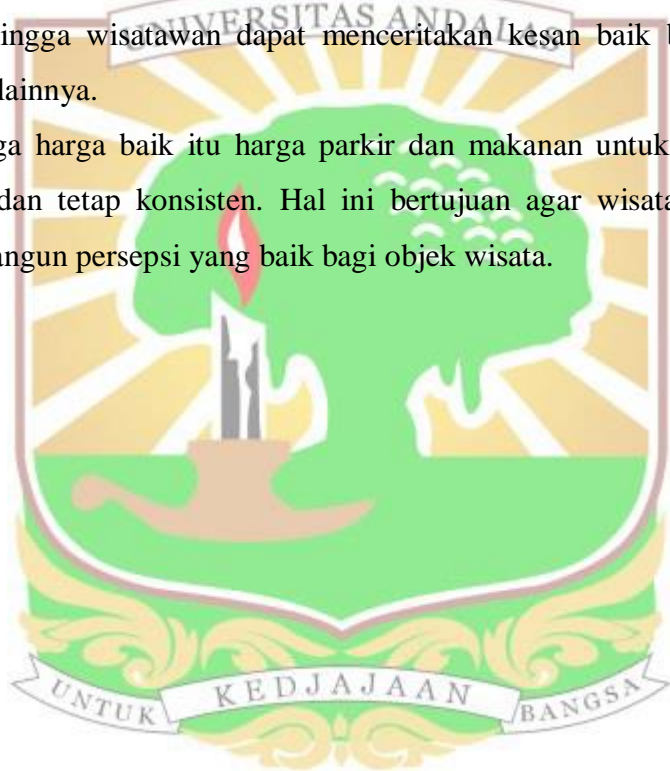 UNIVERSITAS ANDALAS
ingga wisatawan dapat menceritakan kesan baik
lainnya.
ga harga baik itu harga parkir dan makanan untuk
dan tetap konsisten. Hal ini bertujuan agar wisata
angun persepsi yang baik bagi objek wisata.
UNTUK KEDJAJAAN BANGSA